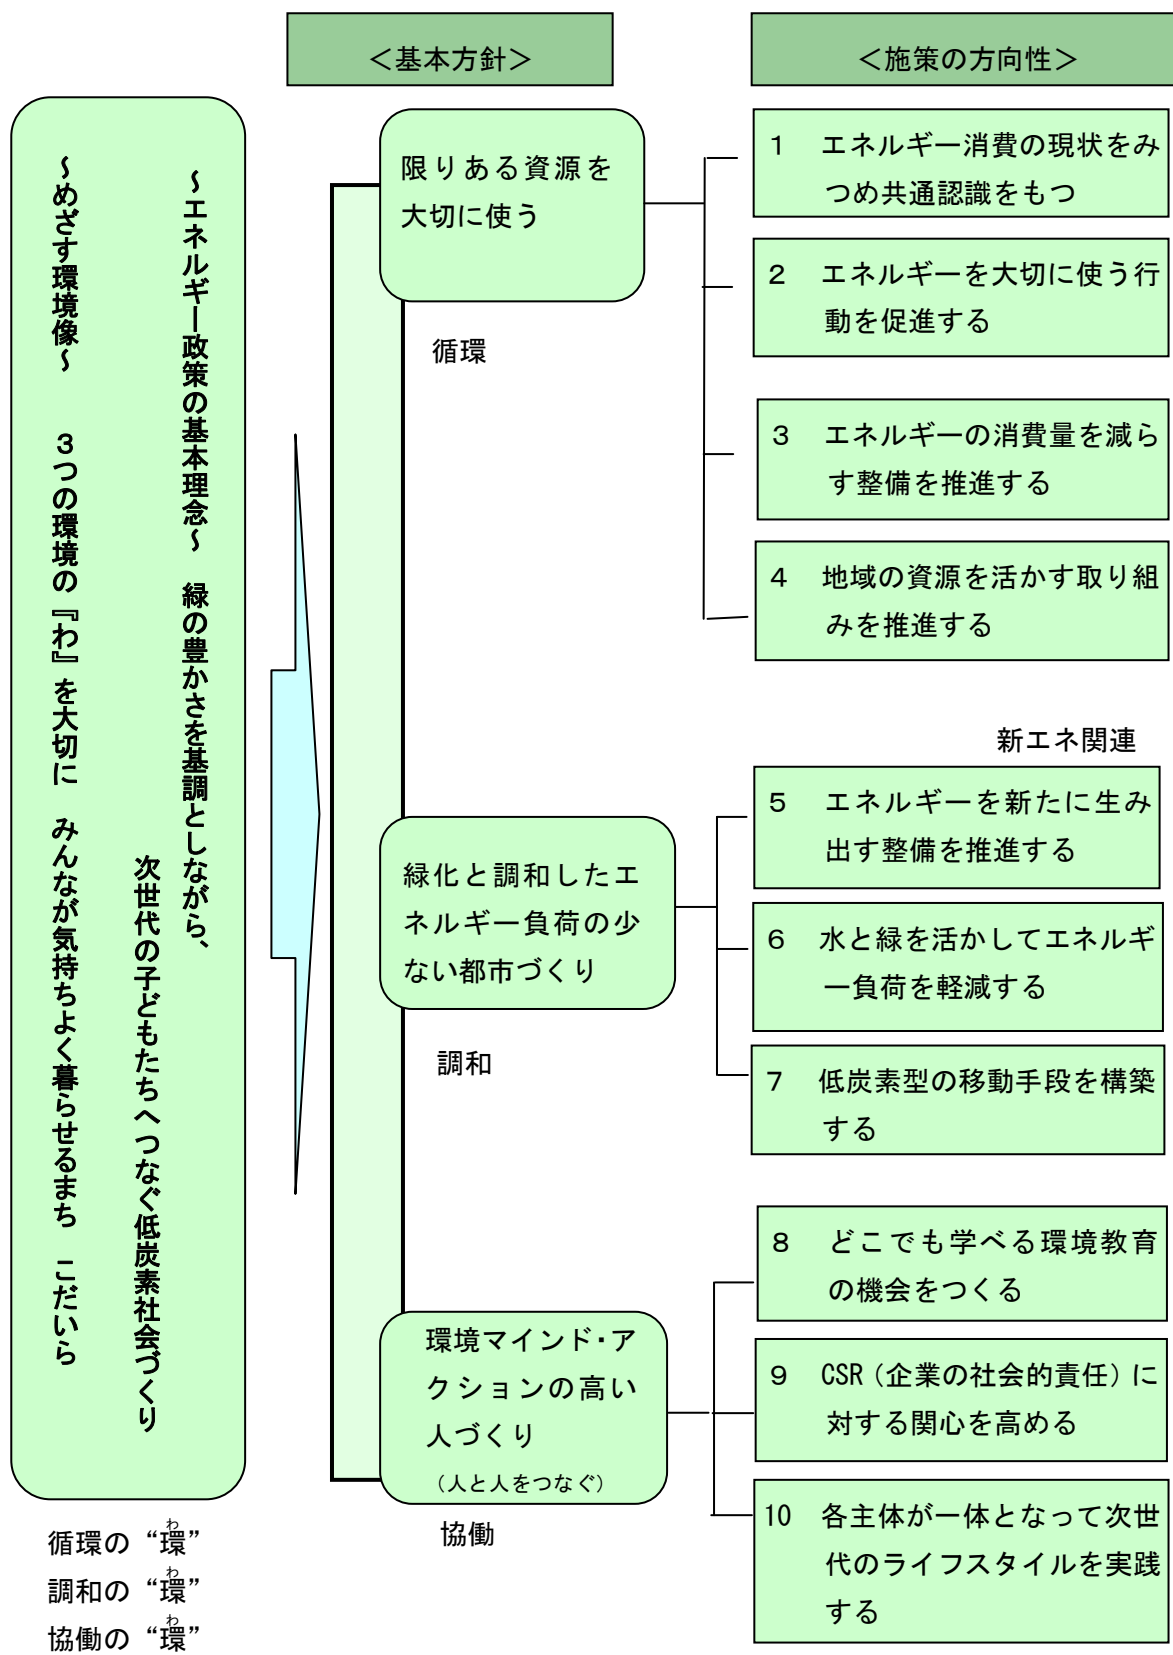 ＜基本方針＞
＜施策の方向性＞
～エネルギー政策の基本理念～　緑の豊かさを基調としながら、
次世代の子どもたちへつなぐ低炭素社会づくり
～めざす環境像～　３つの環境の『わ』を大切に　みんなが気持ちよく暮らせるまち　こだいら
循環の“環”
わ
調和の“環”
わ
協働の“環”
わ
限りある資源を
大切に使う
循環
1　エネルギー消費の現状をみ
つめ共通認識をもつ
2　エネルギーを大切に使う行
動を促進する
3　エネルギーの消費量を減ら
す整備を推進する
4　地域の資源を活かす取り組
みを推進する
緑化と調和したエ
ネルギー負荷の少
ない都市づくり
調和
新エネ関連
5　エネルギーを新たに生み
出す整備を推進する
6　水と緑を活かしてエネルギ
ー負荷を軽減する
7　低炭素型の移動手段を構築
する
環境マインド・ア
クションの高い
人づくり
（人と人をつなぐ）
協働
8　どこでも学べる環境教育
の機会をつくる
9　CSR（企業の社会的責任）に
対する関心を高める
10　各主体が一体となって次世
代のライフスタイルを実践
する